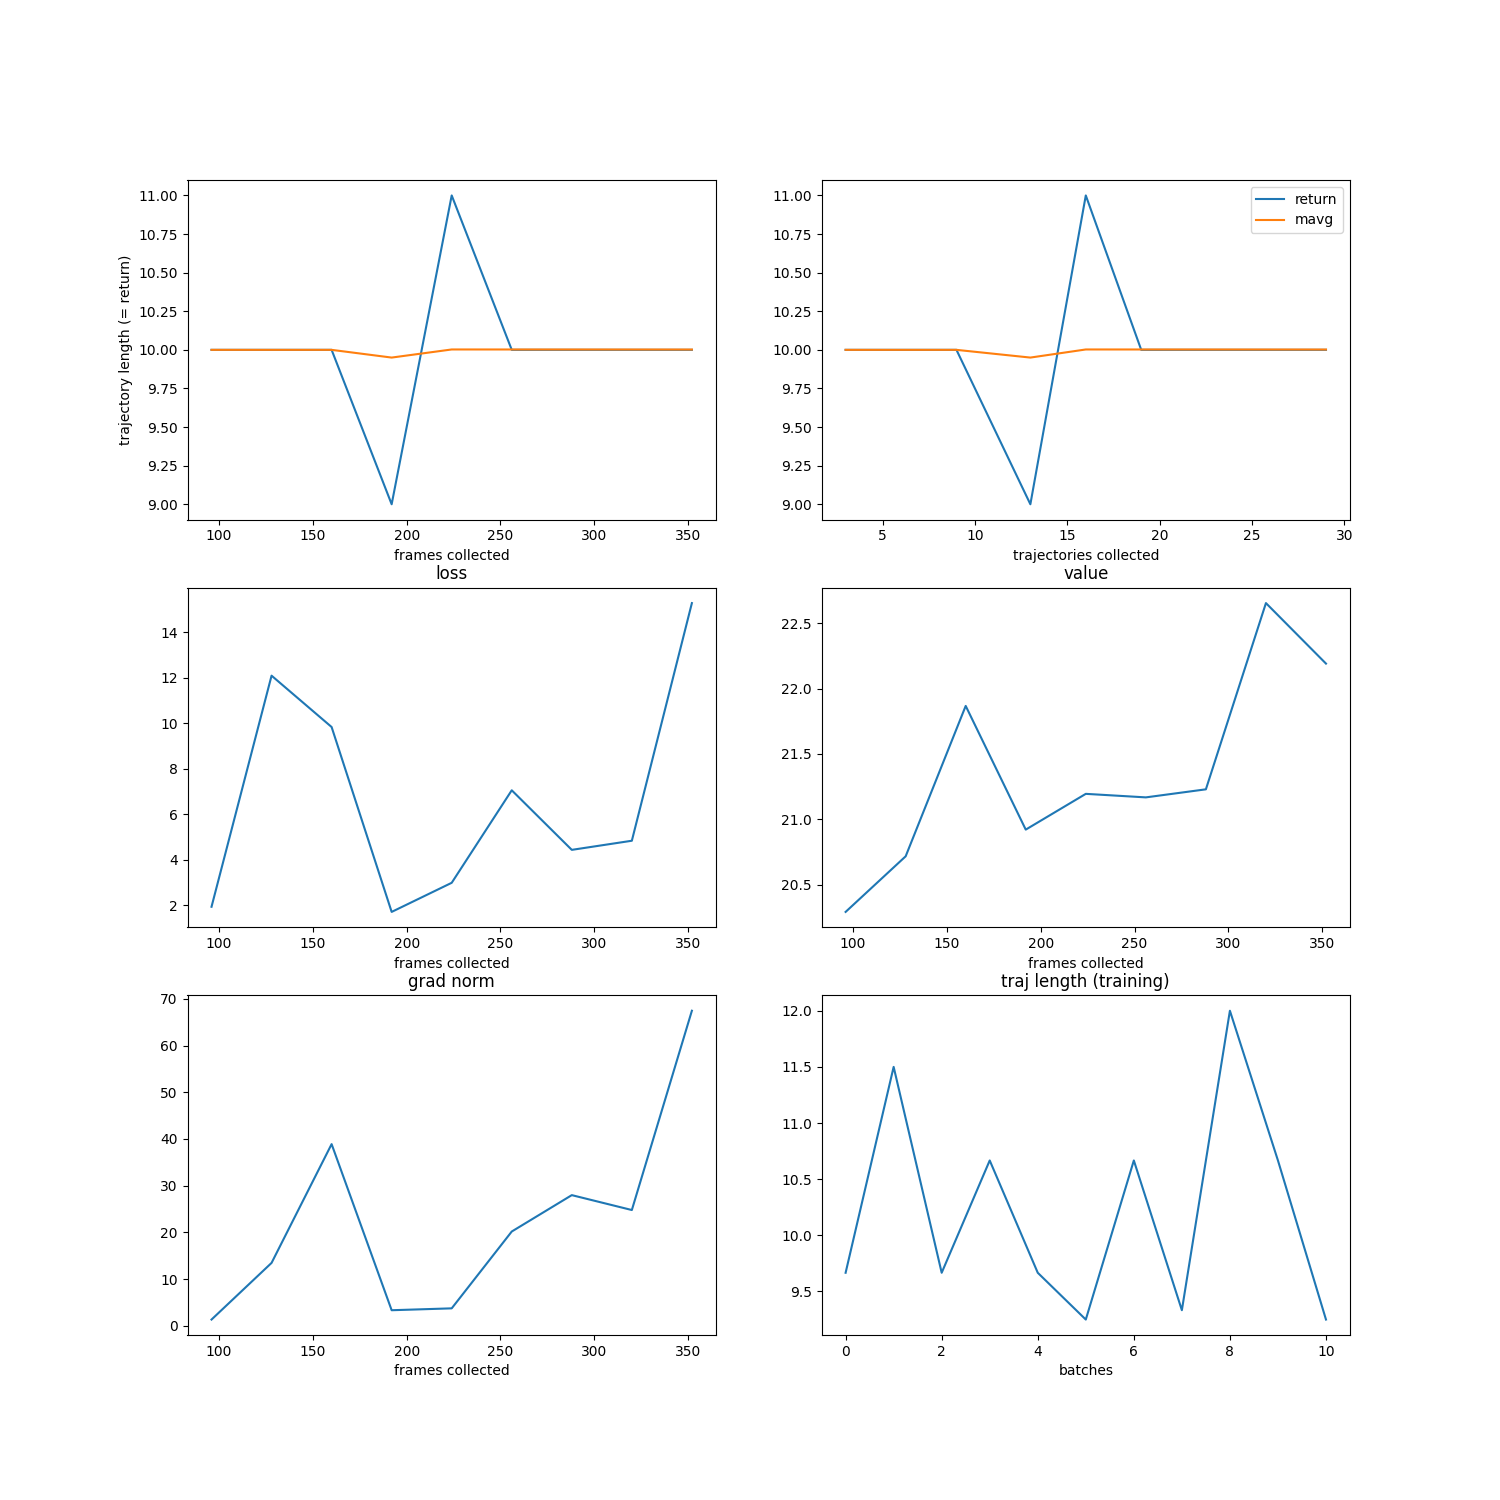 11.00
10.75
10.50
10.25
10.00
9.75
9.50
9.25
9.00
trajectory length (= return)
100 150 200 250 300 350
frames collected
11.00
10.75
10.50
10.25
10.00
9.75
9.50
9.25
9.00
return
mavg
5 10 15 20 25 30
trajectories collected
loss
14
12
10
8
6
4
2
100 150 200 250 300 350
frames collected
value
22.5
22.0
21.5
21.0
20.5
100 150 200 250 300 350
frames collected
grad norm
70
60
50
40
30
20
10
0
100 150 200 250 300 350
frames collected
traj length (training)
12.0
11.5
11.0
10.5
10.0
9.5
0 2 4 6 8 10
batches